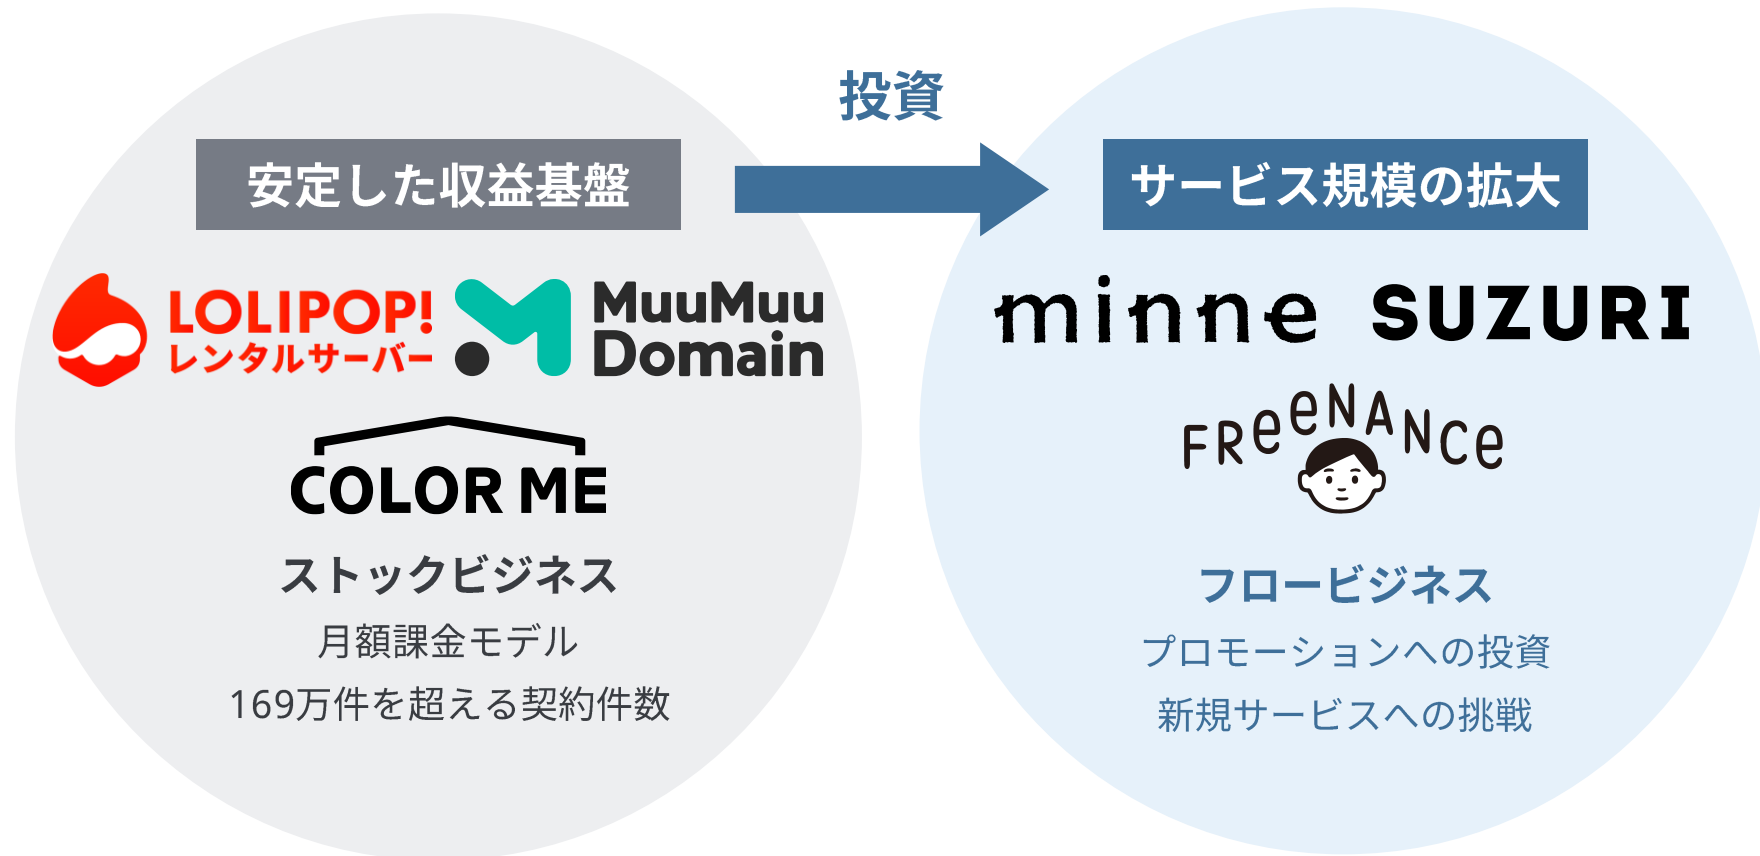 投資
安定した収益基盤
LOLIPOP!
レンタルサーバー
MuuMuu
Domain
COLOR ME
ストックビジネス
月額課金モデル
169万件を超える契約件数
サービス規模の拡大
minne
SUZURI
FReeNANce
フロービジネス
プロモーションへの投資
新規サービスへの挑戦